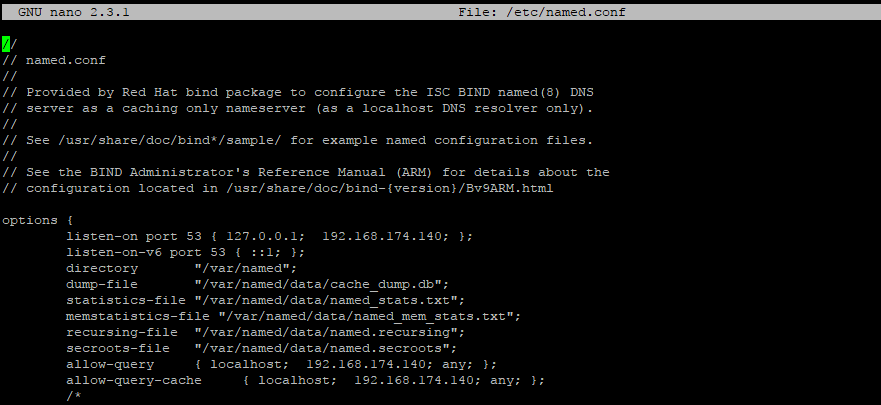 GNU nano 2.3.1 File: /etc/named.conf
//
// named.conf
//
// Provided by Red Hat bind package to configure the ISC BIND named(8) DNS
// server as a caching only nameserver (as a localhost DNS resolver only).
//
// See /usr/share/doc/bind*/sample/ for example named configuration files.
//
// See the BIND Administrator's Reference Manual (ARM) for details about the
// configuration located in /usr/share/doc/bind-{version}/Bv9ARM.html
options {
listen-on port 53 { 127.0.0.1; 192.168.174.140; };
listen-on-v6 port 53 { ::1; };
directory "/var/named";
dump-file "/var/named/data/cache_dump.db";
statistics-file "/var/named/data/named_stats.txt";
memstatistics-file "/var/named/data/named_mem_stats.txt";
recursing-file "/var/named/data/named.recursing";
secroots-file "/var/named/data/named.secroots";
allow-query { localhost; 192.168.174.140; any; };
allow-query-cache { localhost; 192.168.174.140; any; };
/*